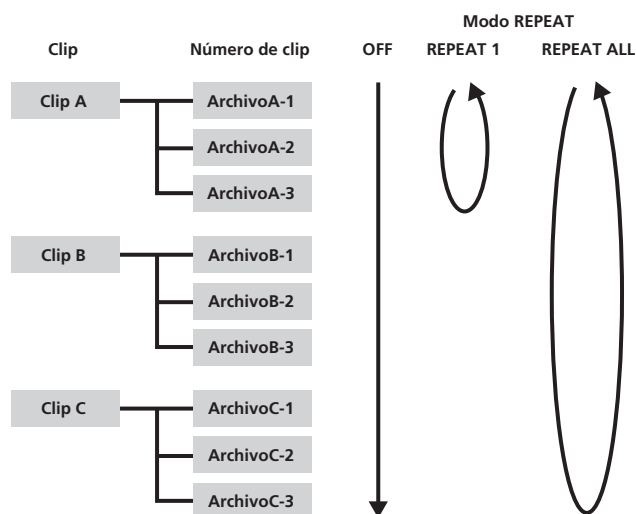 Modo REPEAT
Clip Número de clip OFF REPEAT 1 REPEAT ALL
Clip A ArchivoA-1
ArchivoA-2
ArchivoA-3
Clip B ArchivoB-1
ArchivoB-2
ArchivoB-3
Clip C ArchivoC-1
ArchivoC-2
ArchivoC-3